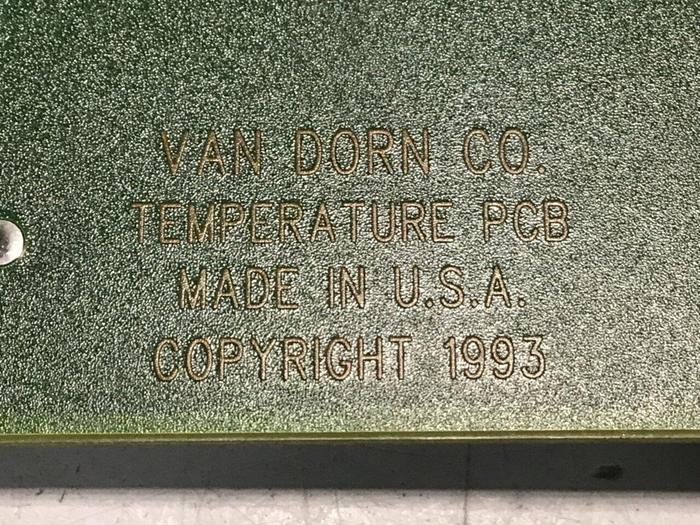 VAN DORN CO.
TEMPERATURE PCB
MADE IN U.S.A.
COPYRIGHT 1993